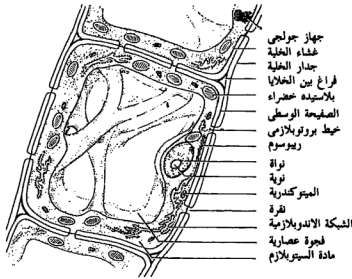 جهاز جولجي
غشاء الخلية
جدار الخلية
فراغ بين الخلايا
بلاستيده خضراء
الصفيحة الوسطى
خيط بروتوبلازمي
ريبوسوم
نواة
نوية
الميتوكندرية
نقرة
الشبكة الاندوبلازمية
فجوة عصارية
مادة السيتوبلازم